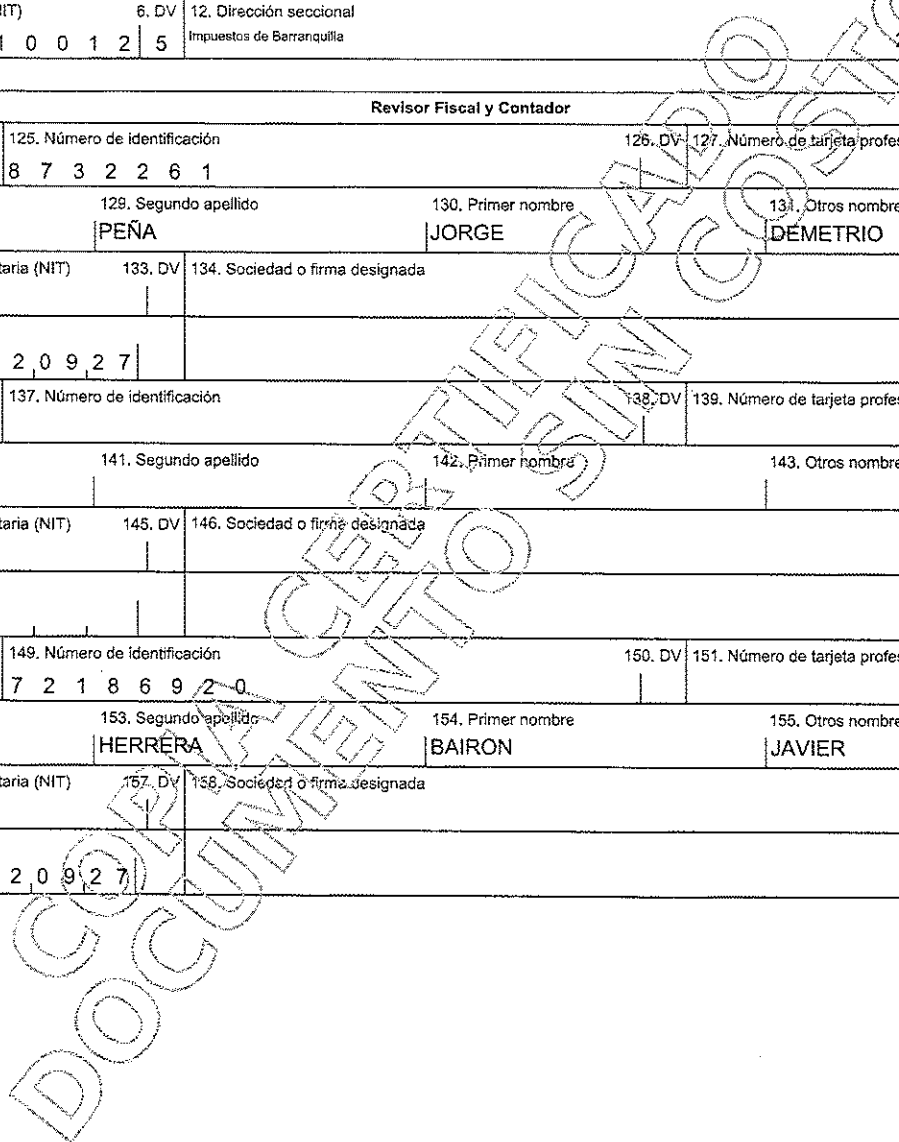 IT) 6. DV 12. Dirección seccional
1 0 0 1 2 5 Impuestos de Barranquilla
Revisor Fiscal y Contador
125. Número de identificación 126. DV 127. Número de tarjeta profes
8 7 3 2 2 6 1
129. Segundo apellido 130. Primer nombre 131. Otros nombre
PEÑA JORGE DEMETRIO
taria (NIT) 133. DV 134. Sociedad o firma designada
2 0 9 2 7
137. Número de identificación 138. DV 139. Número de tarjeta profes
141. Segundo apellido 142. Primer nombre 143. Otros nombre
taria (NIT) 145. DV 146. Sociedad o firma designada
149. Número de identificación 150. DV 151. Número de tarjeta profes
7 2 1 8 6 9 2 0
153. Segundo apellido 154. Primer nombre 155. Otros nombre
HERRERA BAIRON JAVIER
taria (NIT) 157. DV 158. Sociedad o firma designada
2 0 9 2 7
COPIA CERTIFICADO
DOCUMENTO SIN COSTO